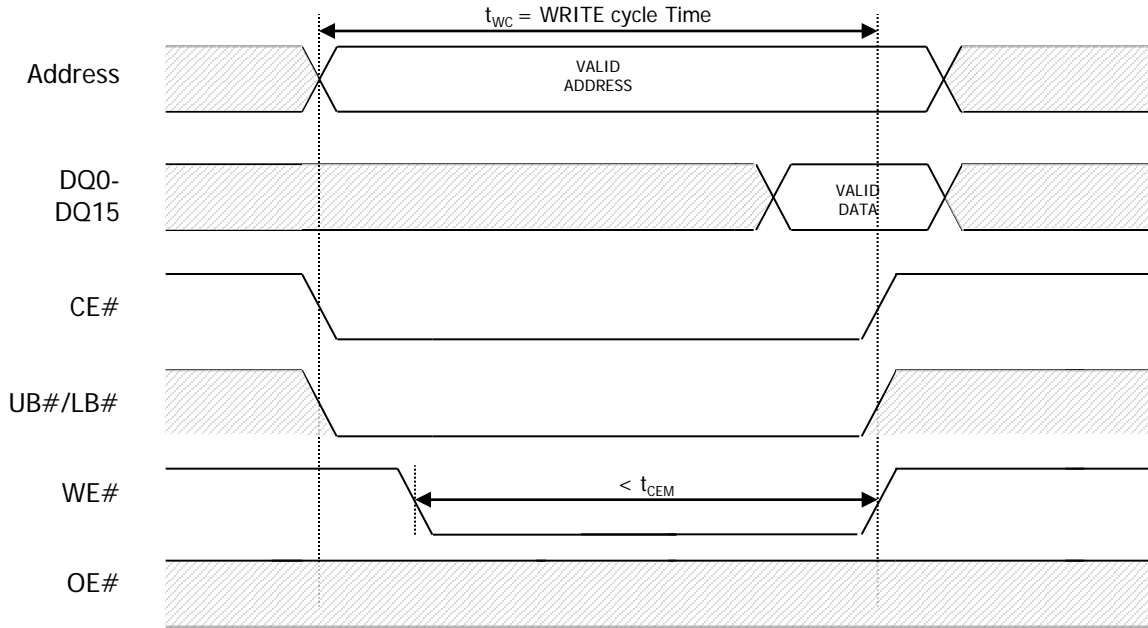 t_WC = WRITE cycle Time
Address
VALID
ADDRESS
DQ0-
DQ15
VALID
DATA
CE#
UB#/LB#
WE#
< t_CEM
OE#